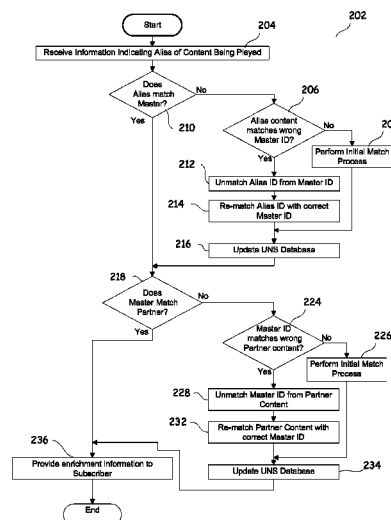 Start
204
202
Receive Information Indicating Alias of Content Being Played
Does
Alias match
Master?
No
Yes
210
206
Alias content
matches wrong
Master ID?
No
Yes
20
Perform Initial Match
Process
212
Unmatch Alias ID from Master ID
214
Re-match Alias ID with correct
Master ID
216
Update UNS Database
218
Does
Master Match
Partner?
No
Yes
224
Master ID
matches wrong
Partner content?
No
Yes
226
Perform Initial Match
Process
228
Unmatch Master ID from Partner
Content
232
Re-match Partner Content with
correct Master ID
236
Provide enrichment Information to
Subscriber
Update UNS Database
234
End